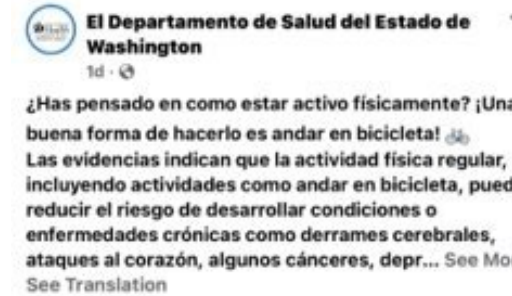 El Departamento de Salud del Estado de
Washington
1d ·
¿Has pensado en como estar activo físicamente? ¡Una
buena forma de hacerlo es andar en bicicleta! 🚲
Las evidencias indican que la actividad física regular,
incluyendo actividades como andar en bicicleta, pued
reducir el riesgo de desarrollar condiciones o
enfermedades crónicas como derrames cerebrales,
ataques al corazón, algunos cánceres, depr... See Mo
See Translation